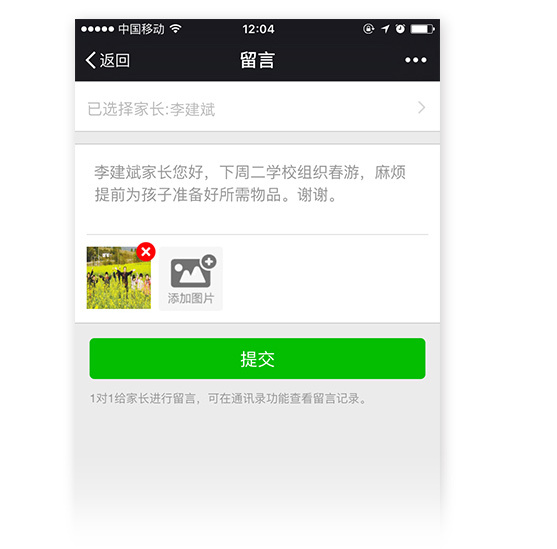 中国移动 12:04
返回 留言
已选择家长:李建斌
李建斌家长您好，下周二学校组织春游，麻烦
提前为孩子准备好所需物品。谢谢。
添加图片
提交
1对1给家长进行留言，可在通讯录功能查看留言记录。